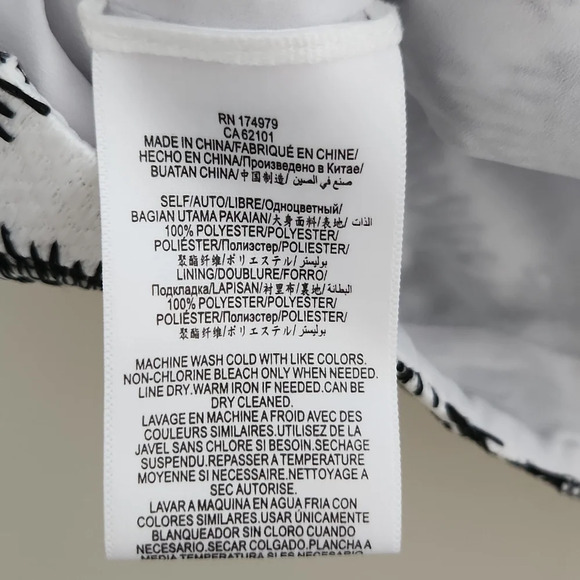 RN 174979
CA 62101
MADE IN CHINA/FABRIQUÉ EN CHINE/
HECHO EN CHINA/Произведено в Китае/
BUATAN CHINA/中国制造/ صنع في الصين
SELF/AUTO/LIBRE/Одноцветный/
BAGIAN UTAMA PAKAIAN/大身面料/表地/ الذات
100% POLYESTER/POLYESTER/
POLIÉSTER/Полиэстер/POLIESTER/
聚酯纤维/ポリエステル/ بوليستر
LINING/DOUBLURE/FORRO/
Подкладка/LAPISAN/衬里布/裏地/ البطانة
100% POLYESTER/POLYESTER/
POLIÉSTER/Полиэстер/POLIESTER/
聚酯纤维/ポリエステル/ بوليستر
MACHINE WASH COLD WITH LIKE COLORS.
NON-CHLORINE BLEACH ONLY WHEN NEEDED.
LINE DRY.WARM IRON IF NEEDED.CAN BE
DRY CLEANED.
LAVAGE EN MACHINE A FROID AVEC DES
COULEURS SIMILAIRES.UTILISEZ DE LA
JAVEL SANS CHLORE SI BESOIN.SECHAGE
SUSPENDU.REPASSER A TEMPERATURE
MOYENNE SI NECESSAIRE.NETTOYAGE A
SEC AUTORISE.
LAVAR A MAQUINA EN AGUA FRIA CON
COLORES SIMILARES.USAR ÚNICAMENTE
BLANQUEADOR SIN CLORO CUANDO
NECESARIO.SECAR COLGADO.PLANCHA A
MEDIA TEMPERATURA SI ES NECESARIO